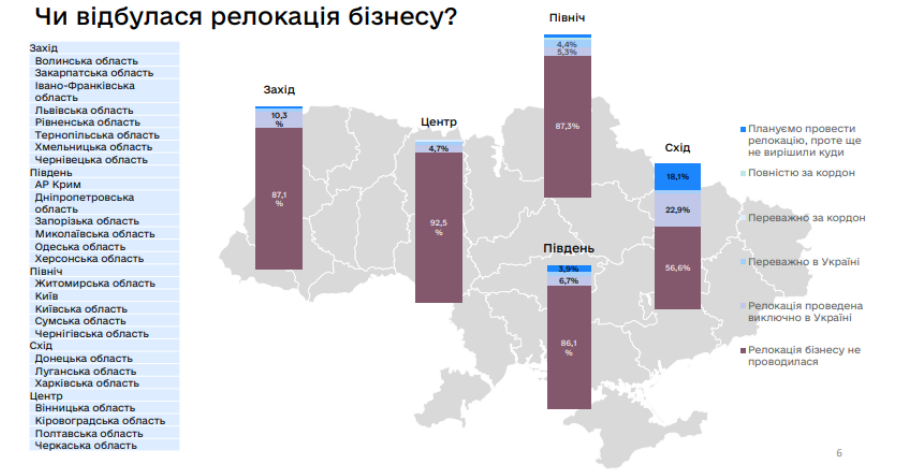 Чи відбулася релокація бізнесу?
Захід
Волинська область
Закарпатська область
Івано-Франківська
область
Львівська область
Рівненська область
Тернопільська область
Хмельницька область
Чернівецька область
Південь
АР Крим
Дніпропетровська
область
Запорізька область
Миколаївська область
Одеська область
Херсонська область
Північ
Житомирська область
Київ
Київська область
Сумська область
Чернігівська область
Схід
Донецька область
Луганська область
Харківська область
Центр
Вінницька область
Кіровоградська область
Полтавська область
Черкаська область
Захід
10,3
%
87,1
%
Центр
4,7%
92,5
%
Північ
4,4%
5,3%
87,3%
Південь
3,9%
6,7%
86,1
%
Схід
18,1%
22,9%
56,6%
Плануємо провести
релокацію, проте ще
не вирішили куди
Повністю за кордон
Переважно за кордон
Переважно в Україні
Релокація проведена
виключно в Україні
Релокація бізнесу не
проводилася
6